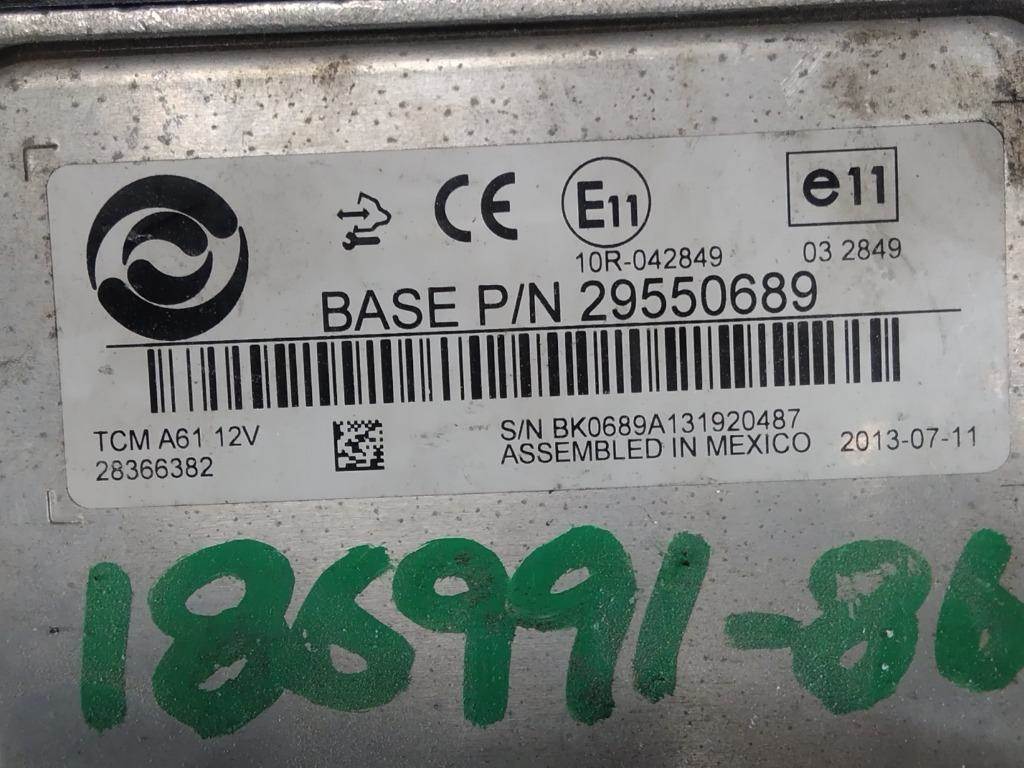 CE E11 e11
10R-042849 03 2849
BASE P/N 29550689
TCM A61 12V
28366382
S/N BK0689A131920487
ASSEMBLED IN MEXICO 2013-07-11
186991-86